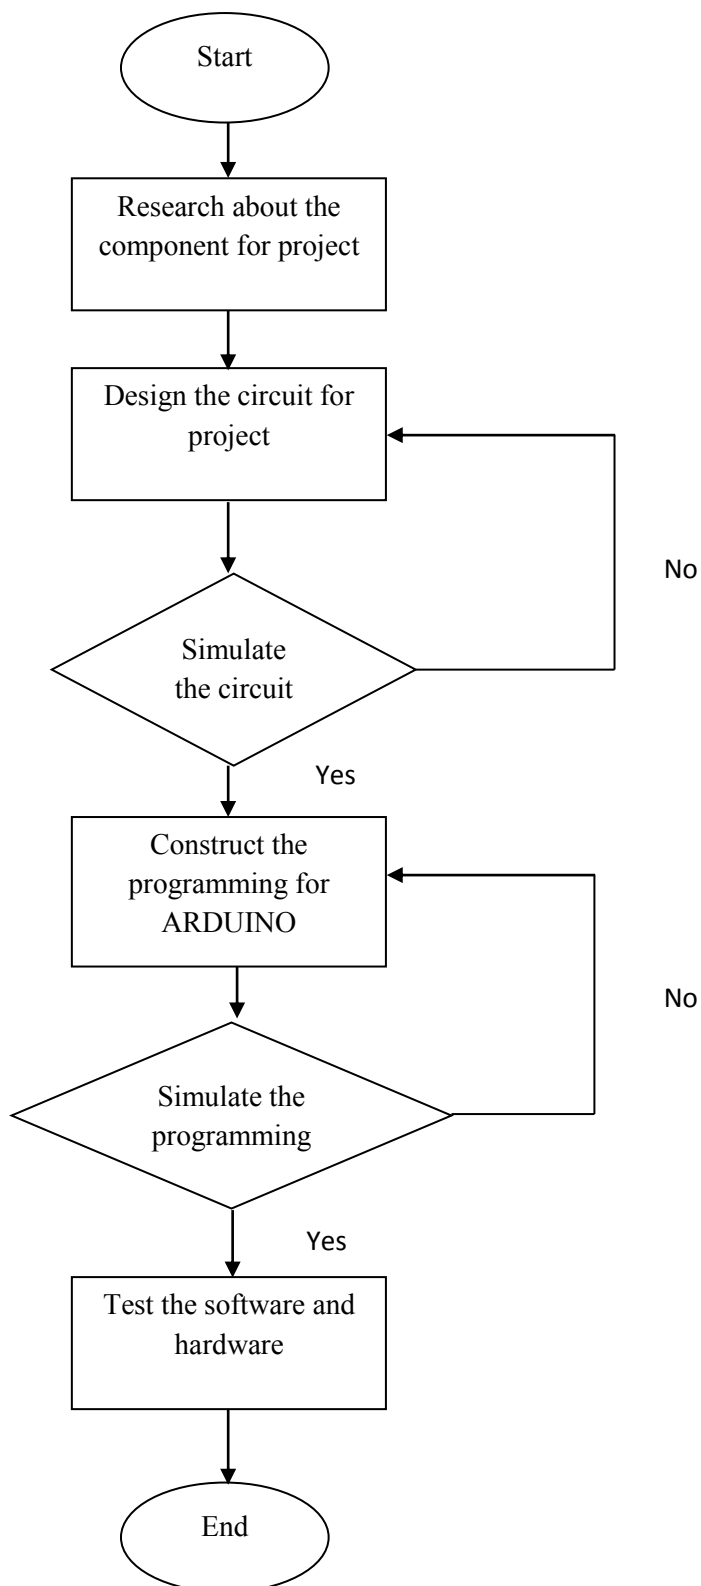 Start
Research about the
component for project
Design the circuit for
project
No
Simulate
the circuit
Yes
Construct the
programming for
ARDUINO
No
Simulate the
programming
Yes
Test the software and
hardware
End